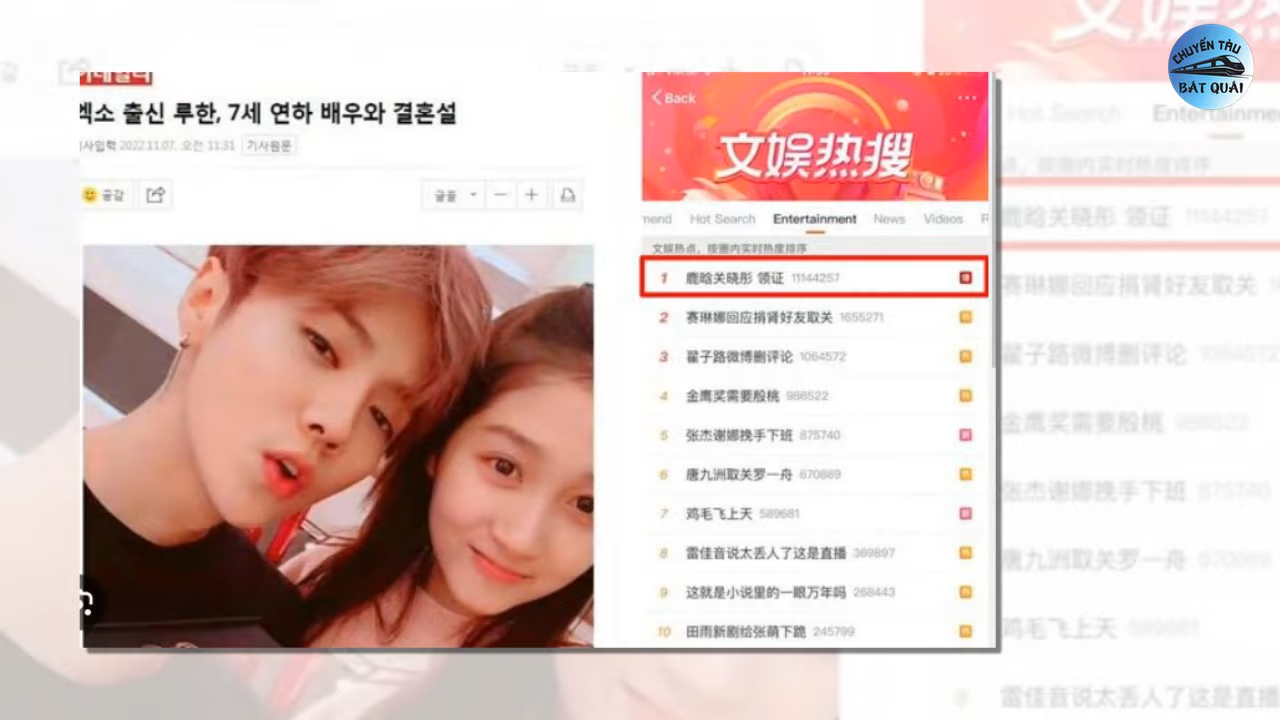 CHUYẾN TÀU
BÁT QUÁI
엑소 출신 루한, 7세 연하 배우와 결혼설
기사입력 2022.11.07. 오전 11:31 기사원문
공감
글꼴
Back
文娱热搜
mend Hot Search Entertainment News Videos
文娱热点，按圈内实时热度排序
1 鹿晗关晓彤 领证 11144257
2 赛琳娜回应捐肾好友取关 1655271
3 翟子路微博删评论 1064572
4 金鹰奖需要殷桃 986522
5 张杰谢娜挽手下班 875740
6 唐九洲取关罗一舟 670869
7 鸡毛飞上天 589681
8 雷佳音说太丢人了这是直播 369897
9 这就是小说里的一眼万年吗 268443
10 田雨新剧给张萌下跪 245799